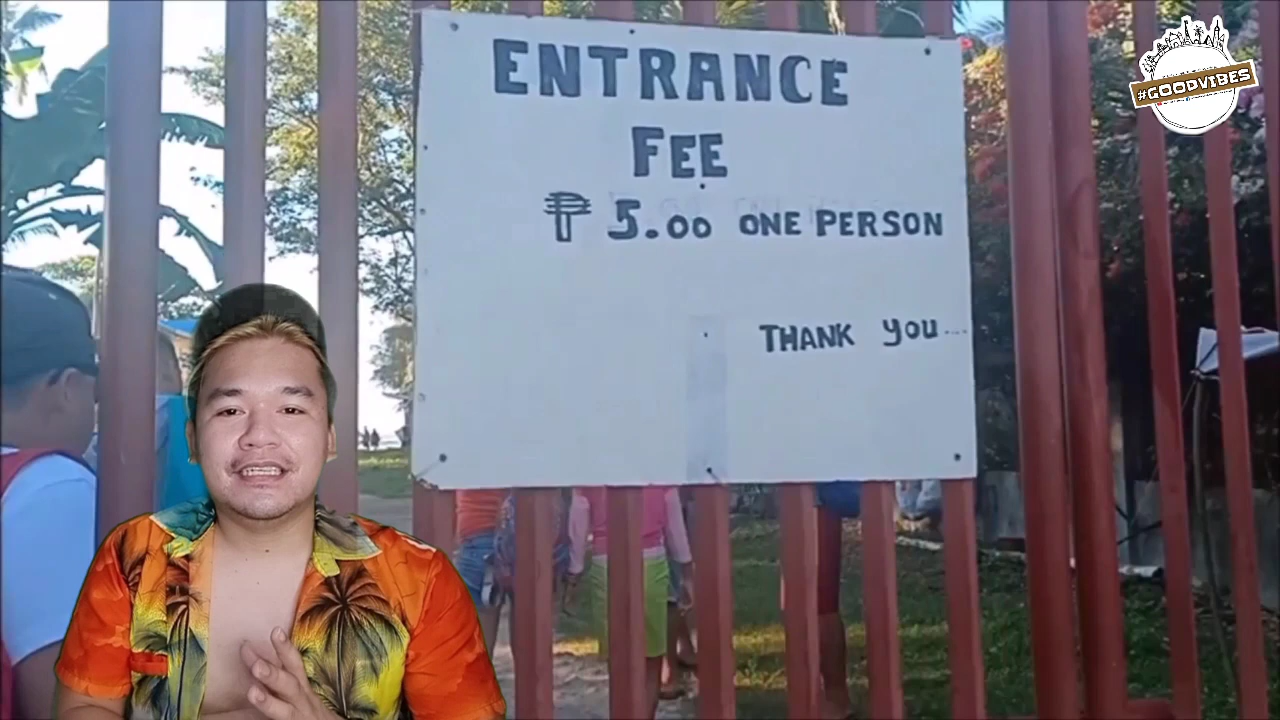 ENTRANCE
FEE
₱ 5.00 ONE PERSON
THANK you...
#GOODVIBES